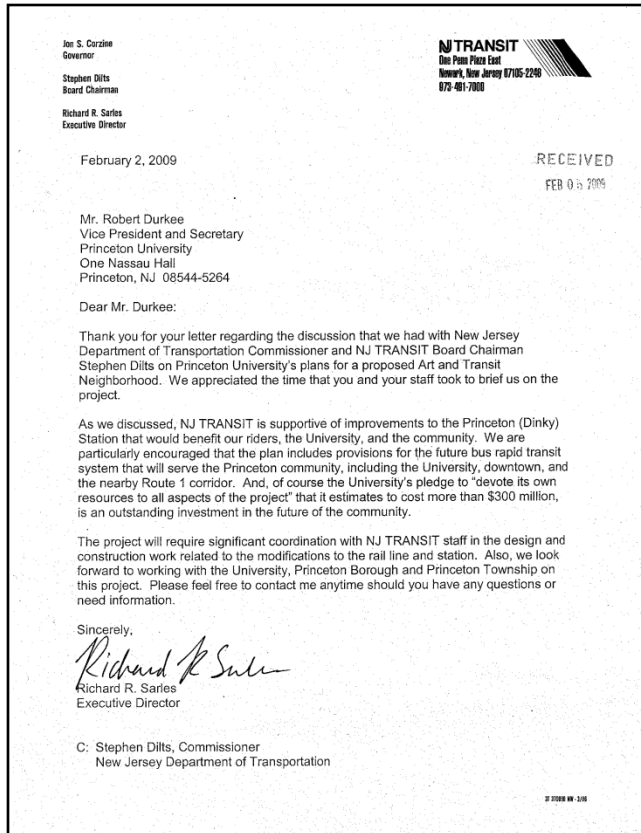 Jon S. Corzine
Governor
Stephen Dilts
Board Chairman
Richard R. Sarles
Executive Director
NJ TRANSIT
One Penn Plaza East
Newark, New Jersey 07105-2246
973-491-7000
February 2, 2009
RECEIVED
FEB 2009
Mr. Robert Durkee
Vice President and Secretary
Princeton University
One Nassau Hall
Princeton, NJ 08544-5264
Dear Mr. Durkee:
Thank you for your letter regarding the discussion that we had with New Jersey
Department of Transportation Commissioner and NJ TRANSIT Board Chairman
Stephen Dilts on Princeton University's plans for a proposed Art and Transit
Neighborhood. We appreciated the time that you and your staff took to brief us on the
project.
As we discussed, NJ TRANSIT is supportive of improvements to the Princeton (Dinky)
Station that would benefit our riders, the University, and the community. We are
particularly encouraged that the plan includes provisions for the future bus rapid transit
system that will serve the Princeton community, including the University, downtown, and
the nearby Route 1 corridor. And, of course the University's pledge to "devote its own
resources to all aspects of the project" that it estimates to cost more than $300 million,
is an outstanding investment in the future of the community.
The project will require significant coordination with NJ TRANSIT staff in the design and
construction work related to the modifications to the rail line and station. Also, we look
forward to working with the University, Princeton Borough and Princeton Township on
this project. Please feel free to contact me anytime should you have any questions or
need information.
Sincerely,
Richard R Sarles
Richard R. Sarles
Executive Director
C: Stephen Dilts, Commissioner
New Jersey Department of Transportation